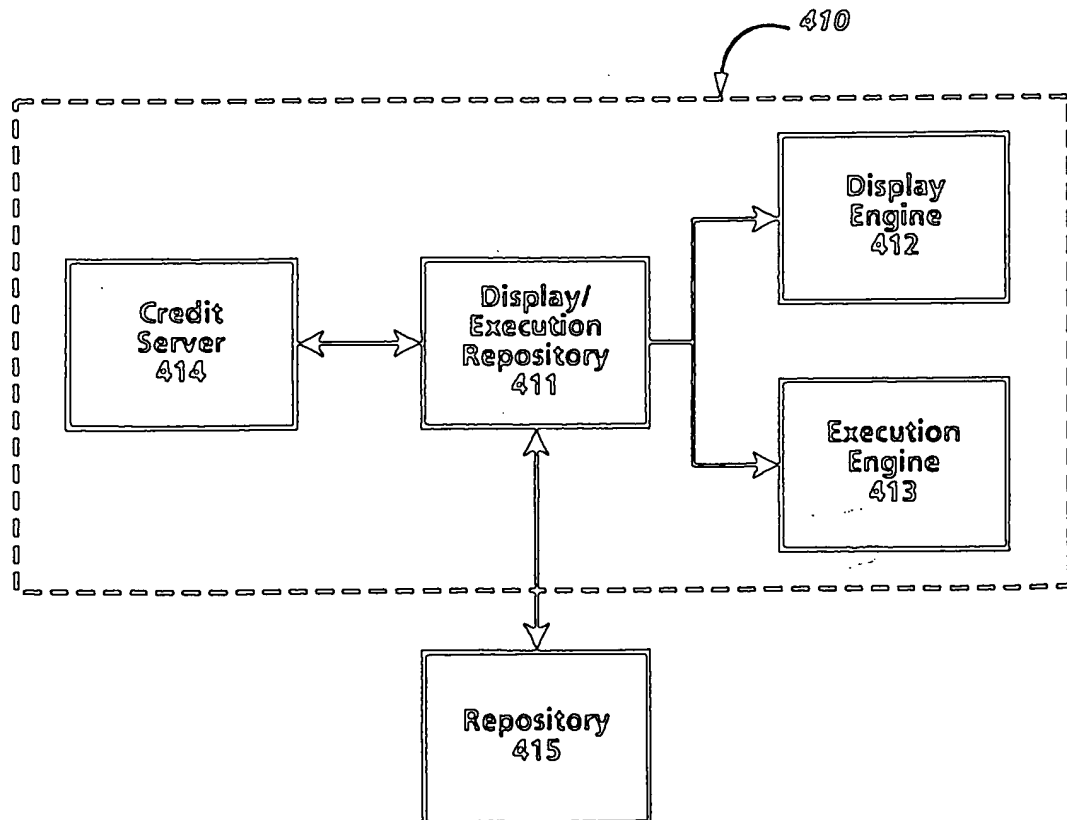 410
Display
Engine
412
Credit
Server
414
Display/
Execution
Repository
411
Execution
Engine
413
Repository
415